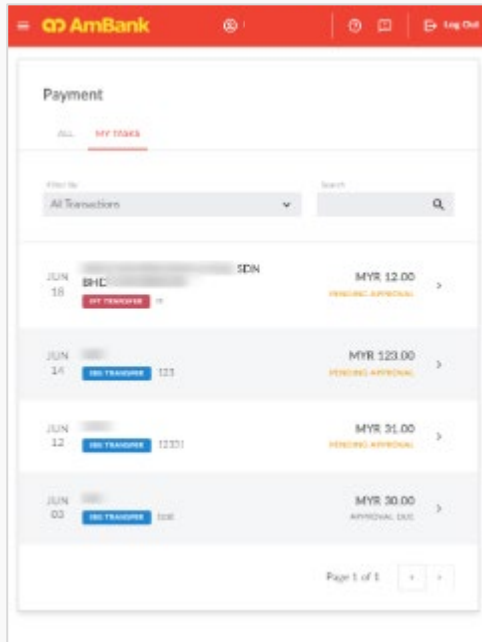 AmBank
Log Out
Payment
ALL MY TASKS
Filter By Search
All Transactions
JUN 18 SDN BHD MYR 12.00
PENDING APPROVAL
JUN 14 MYR 123.00
IBG TRANSFER 123 PENDING APPROVAL
JUN 12 MYR 31.00
IBG TRANSFER 12331 PENDING APPROVAL
JUN 03 MYR 30.00
IBG TRANSFER test APPROVAL DUE
Page 1 of 1